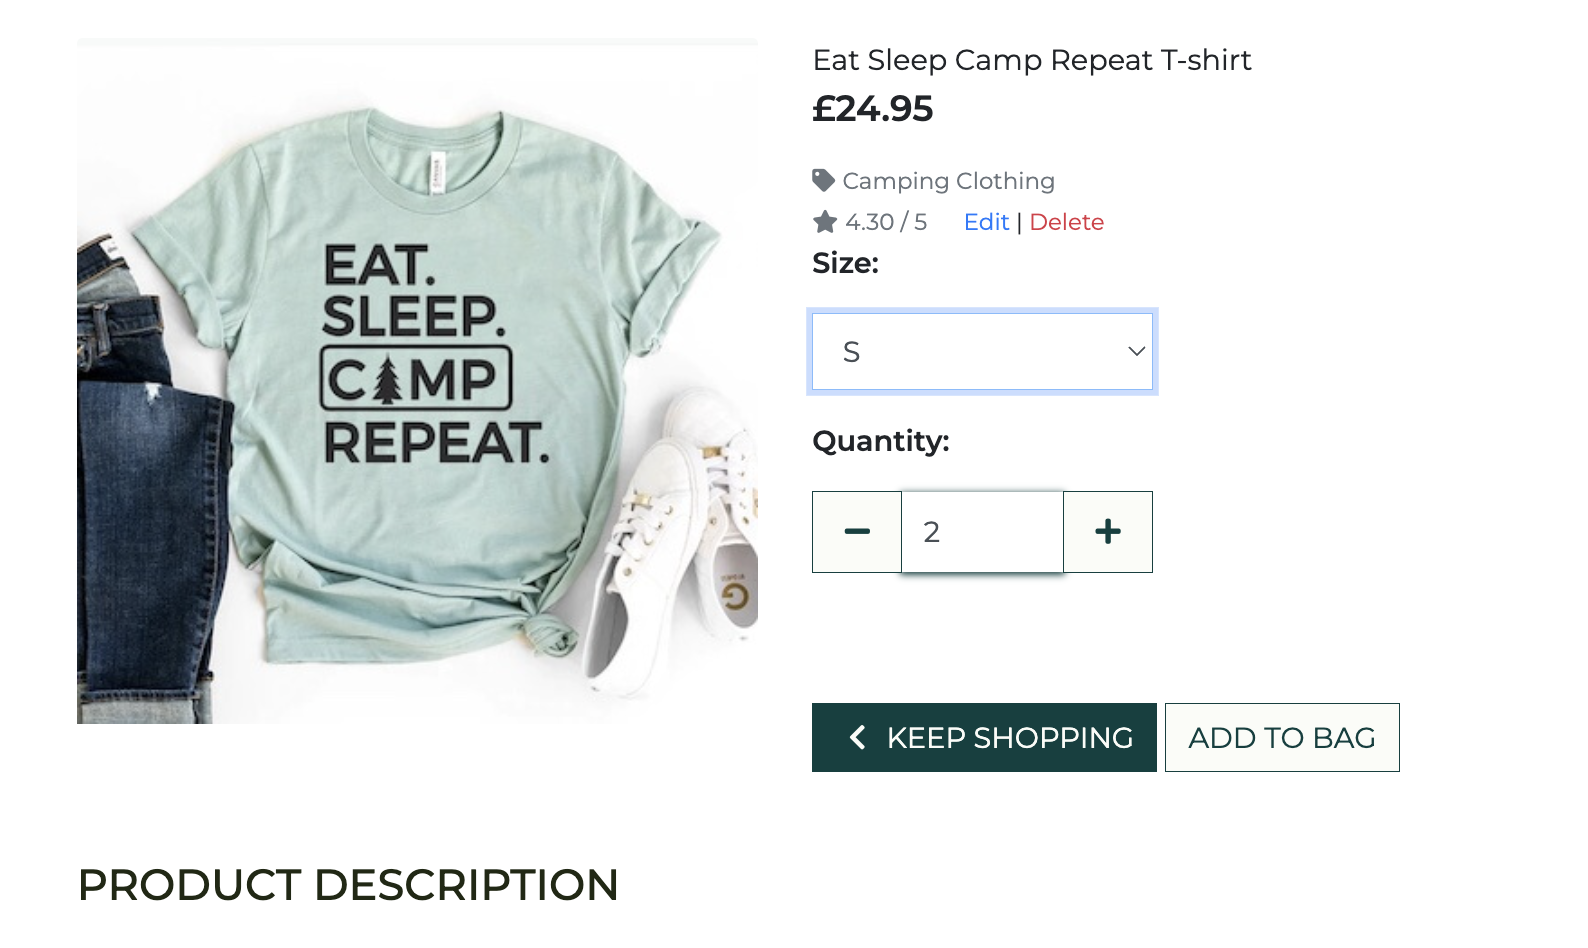 EAT.
SLEEP.
CAMP
REPEAT.
Eat Sleep Camp Repeat T-shirt
£24.95
Camping Clothing
4.30 / 5 Edit | Delete
Size:
S
Quantity:
2
KEEP SHOPPING ADD TO BAG
PRODUCT DESCRIPTION